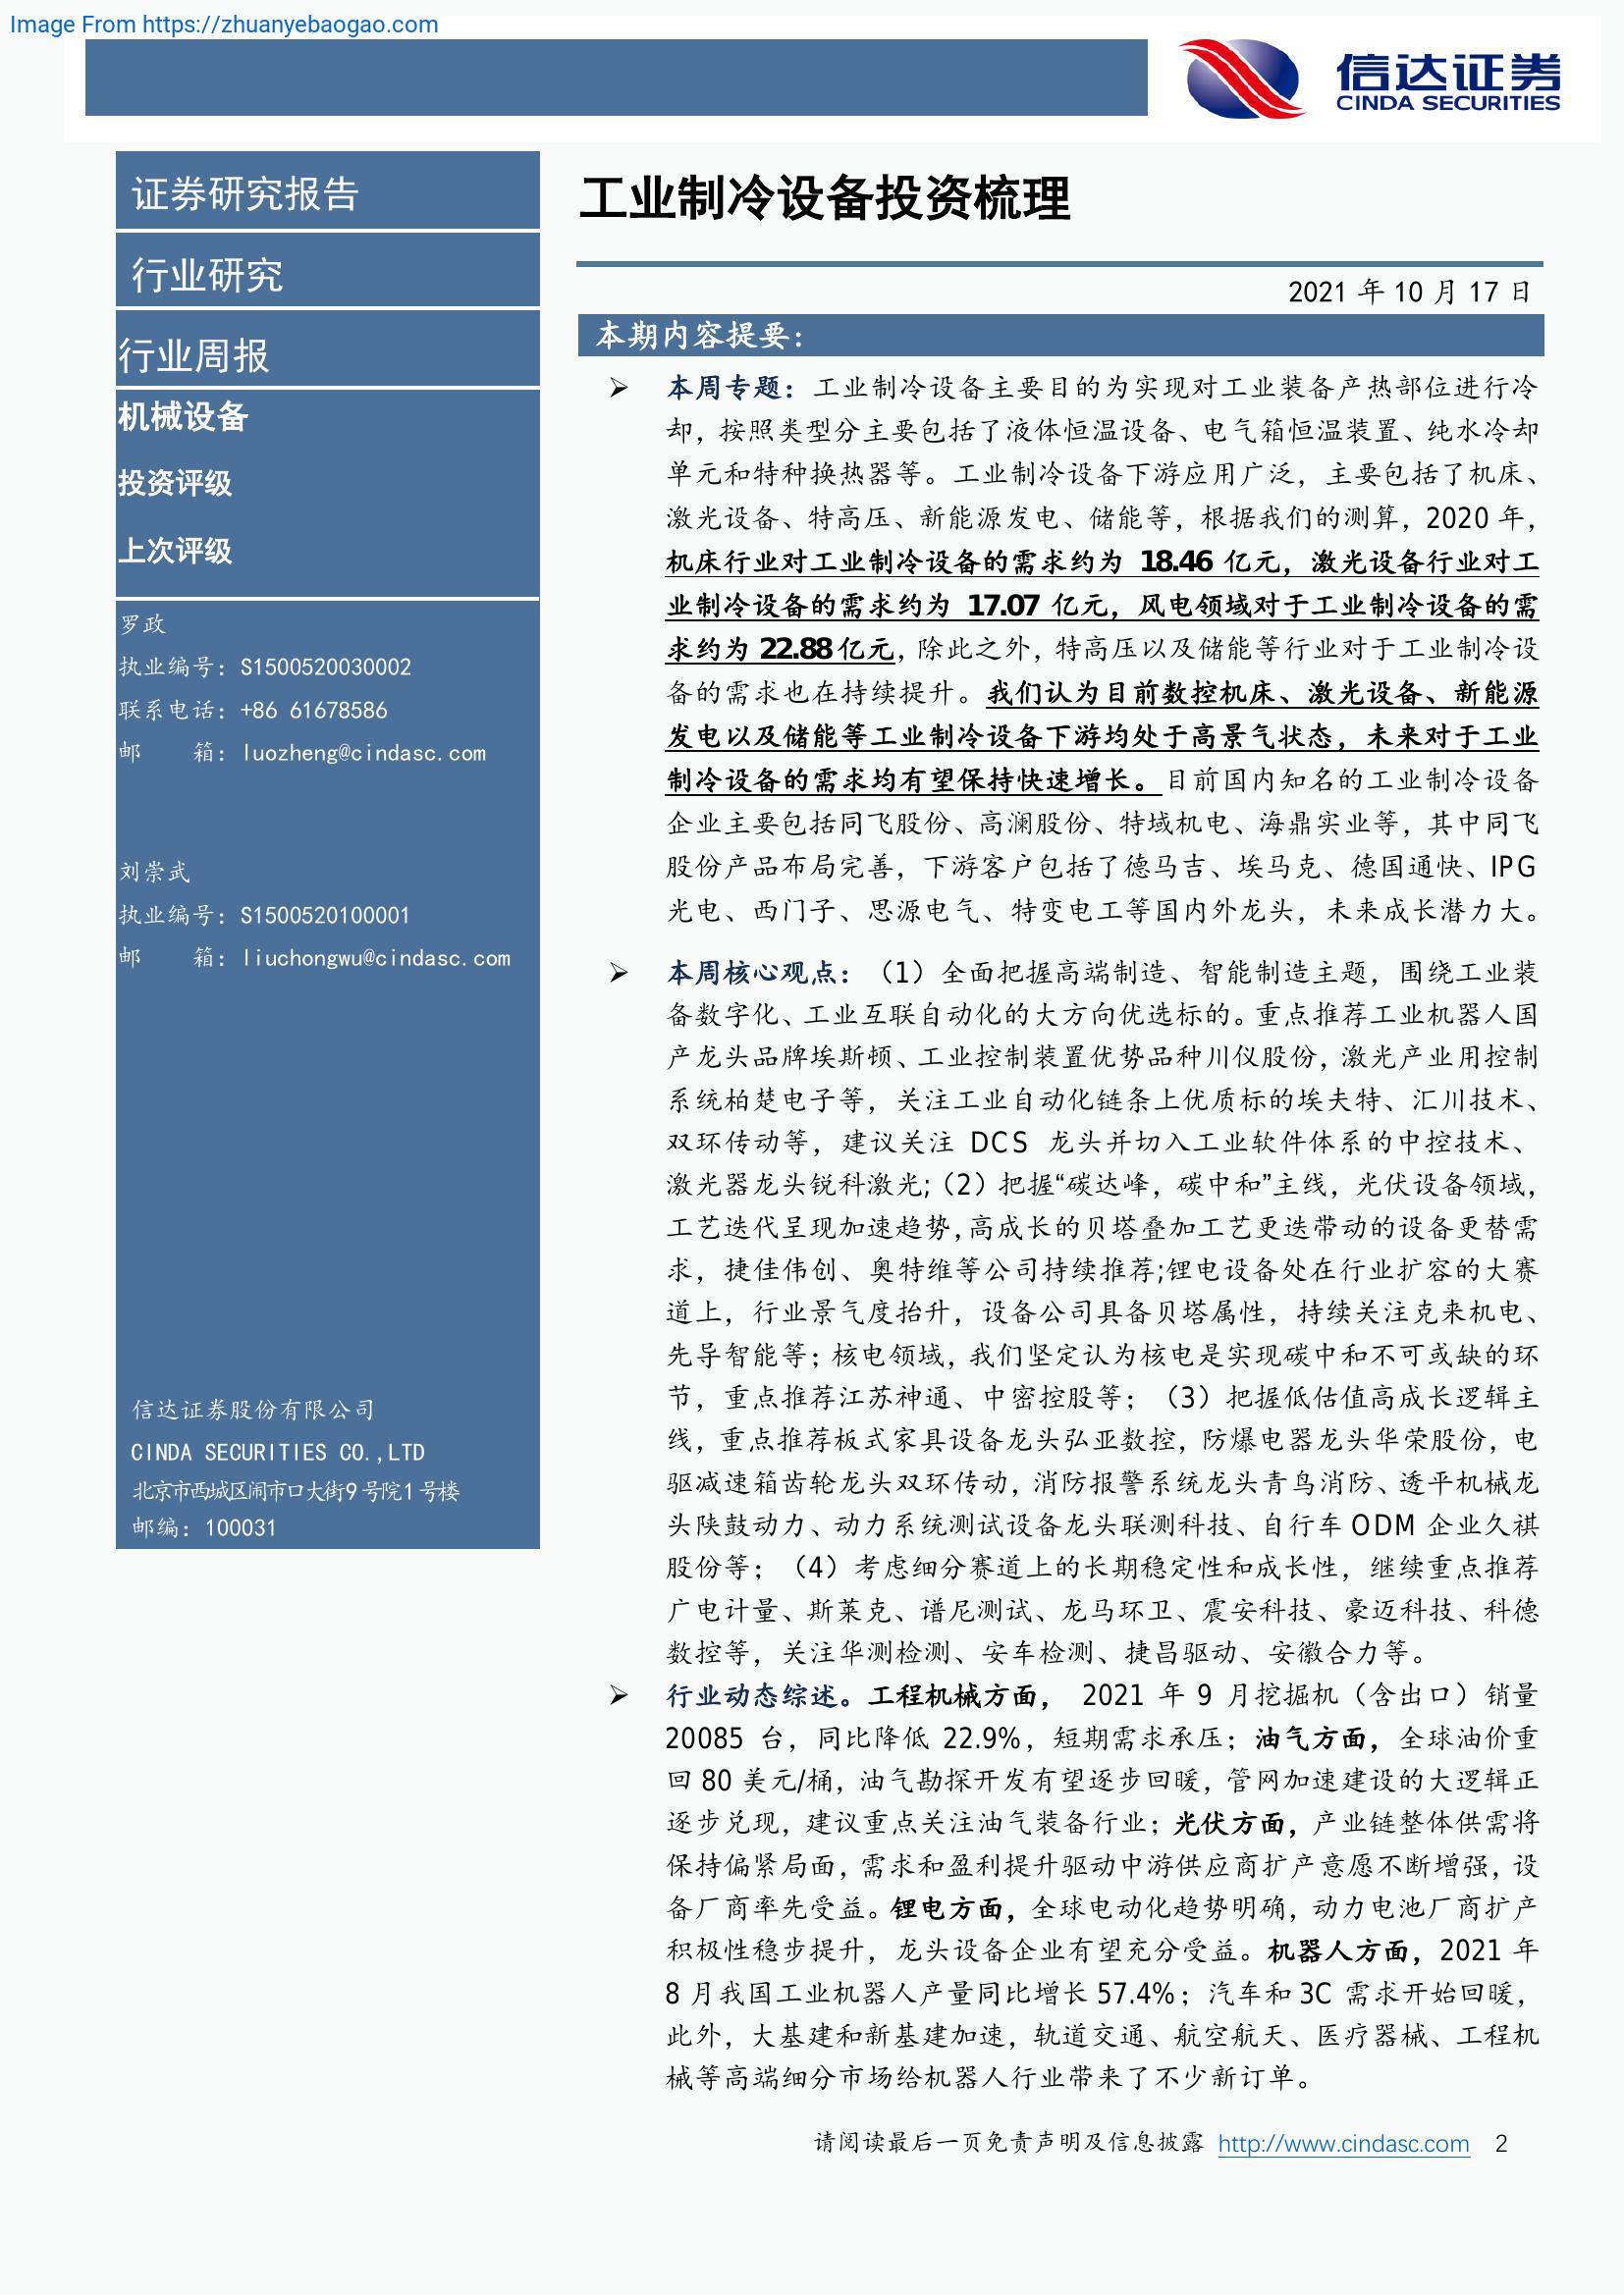 Image From https://zhuanyebaogao.com
信达证券
CINDA SECURITIES
证券研究报告
行业研究
行业周报
机械设备
投资评级
上次评级
罗政
执业编号：S1500520030002
联系电话：+86 61678586
邮 箱：luozheng@cindasc.com
刘崇武
执业编号：S1500520100001
邮 箱：liuchongwu@cindasc.com
信达证券股份有限公司
CINDA SECURITIES CO.,LTD
北京市西城区闹市口大街9号院1号楼
邮编：100031
工业制冷设备投资梳理
2021 年 10 月 17 日
本期内容提要：
➢ 本周专题：工业制冷设备主要目的为实现对工业装备产热部位进行冷
却，按照类型分主要包括了液体恒温设备、电气箱恒温装置、纯水冷却
单元和特种换热器等。工业制冷设备下游应用广泛，主要包括了机床、
激光设备、特高压、新能源发电、储能等，根据我们的测算，2020 年，
机床行业对工业制冷设备的需求约为 18.46 亿元，激光设备行业对工
业制冷设备的需求约为 17.07 亿元，风电领域对于工业制冷设备的需
求约为 22.88 亿元，除此之外，特高压以及储能等行业对于工业制冷设
备的需求也在持续提升。我们认为目前数控机床、激光设备、新能源
发电以及储能等工业制冷设备下游均处于高景气状态，未来对于工业
制冷设备的需求均有望保持快速增长。目前国内知名的工业制冷设备
企业主要包括同飞股份、高澜股份、特域机电、海鼎实业等，其中同飞
股份产品布局完善，下游客户包括了德马吉、埃马克、德国通快、IPG
光电、西门子、思源电气、特变电工等国内外龙头，未来成长潜力大。
➢ 本周核心观点：（1）全面把握高端制造、智能制造主题，围绕工业装
备数字化、工业互联自动化的大方向优选标的。重点推荐工业机器人国
产龙头品牌埃斯顿、工业控制装置优势品种川仪股份，激光产业用控制
系统柏楚电子等，关注工业自动化链条上优质标的埃夫特、汇川技术、
双环传动等，建议关注 DCS 龙头并切入工业软件体系的中控技术、
激光器龙头锐科激光;（2）把握“碳达峰，碳中和”主线，光伏设备领域，
工艺迭代呈现加速趋势,高成长的贝塔叠加工艺更迭带动的设备更替需
求，捷佳伟创、奥特维等公司持续推荐;锂电设备处在行业扩容的大赛
道上，行业景气度抬升，设备公司具备贝塔属性，持续关注克来机电、
先导智能等；核电领域，我们坚定认为核电是实现碳中和不可或缺的环
节，重点推荐江苏神通、中密控股等；（3）把握低估值高成长逻辑主
线，重点推荐板式家具设备龙头弘亚数控，防爆电器龙头华荣股份，电
驱减速箱齿轮龙头双环传动，消防报警系统龙头青鸟消防、透平机械龙
头陕鼓动力、动力系统测试设备龙头联测科技、自行车 ODM 企业久祺
股份等；（4）考虑细分赛道上的长期稳定性和成长性，继续重点推荐
广电计量、斯莱克、谱尼测试、龙马环卫、震安科技、豪迈科技、科德
数控等，关注华测检测、安车检测、捷昌驱动、安徽合力等。
➢ 行业动态综述。工程机械方面， 2021 年 9 月挖掘机（含出口）销量
20085 台，同比降低 22.9%，短期需求承压；油气方面，全球油价重
回 80 美元/桶，油气勘探开发有望逐步回暖，管网加速建设的大逻辑正
逐步兑现，建议重点关注油气装备行业；光伏方面，产业链整体供需将
保持偏紧局面，需求和盈利提升驱动中游供应商扩产意愿不断增强，设
备厂商率先受益。锂电方面，全球电动化趋势明确，动力电池厂商扩产
积极性稳步提升，龙头设备企业有望充分受益。机器人方面，2021 年
8 月我国工业机器人产量同比增长 57.4%；汽车和 3C 需求开始回暖，
此外，大基建和新基建加速，轨道交通、航空航天、医疗器械、工程机
械等高端细分市场给机器人行业带来了不少新订单。
请阅读最后一页免责声明及信息披露 http://www.cindasc.com 2